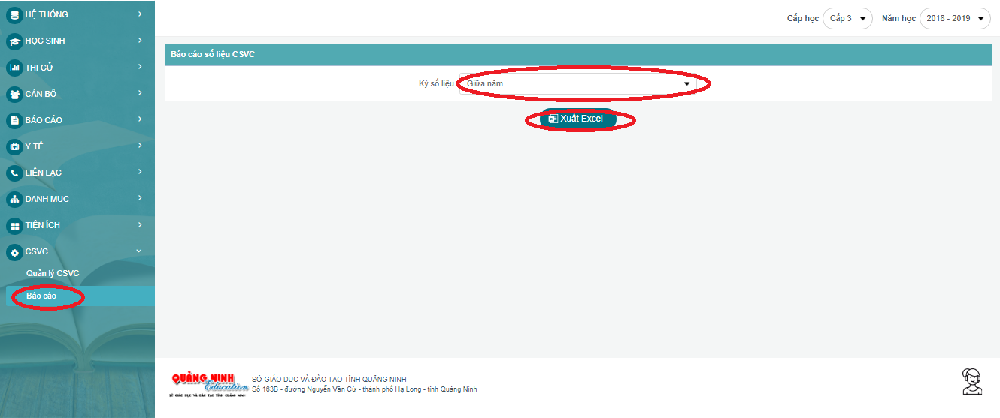 HỆ THỐNG
HỌC SINH
THI CỬ
CÁN BỘ
BÁO CÁO
Y TẾ
LIÊN LẠC
DANH MỤC
TIỆN ÍCH
CSVC
Quản lý CSVC
Báo cáo
Cấp học Cấp 3 Năm học 2018 - 2019
Báo cáo số liệu CSVC
Kỳ số liệu Giữa năm
Xuất Excel
QUẢNG NINH
Education
SỞ GIÁO DỤC VÀ ĐÀO TẠO TỈNH QUẢNG NINH
SỞ GIÁO DỤC VÀ ĐÀO TẠO TỈNH QUẢNG NINH
Số 163B - đường Nguyễn Văn Cừ - thành phố Hạ Long - tỉnh Quảng Ninh